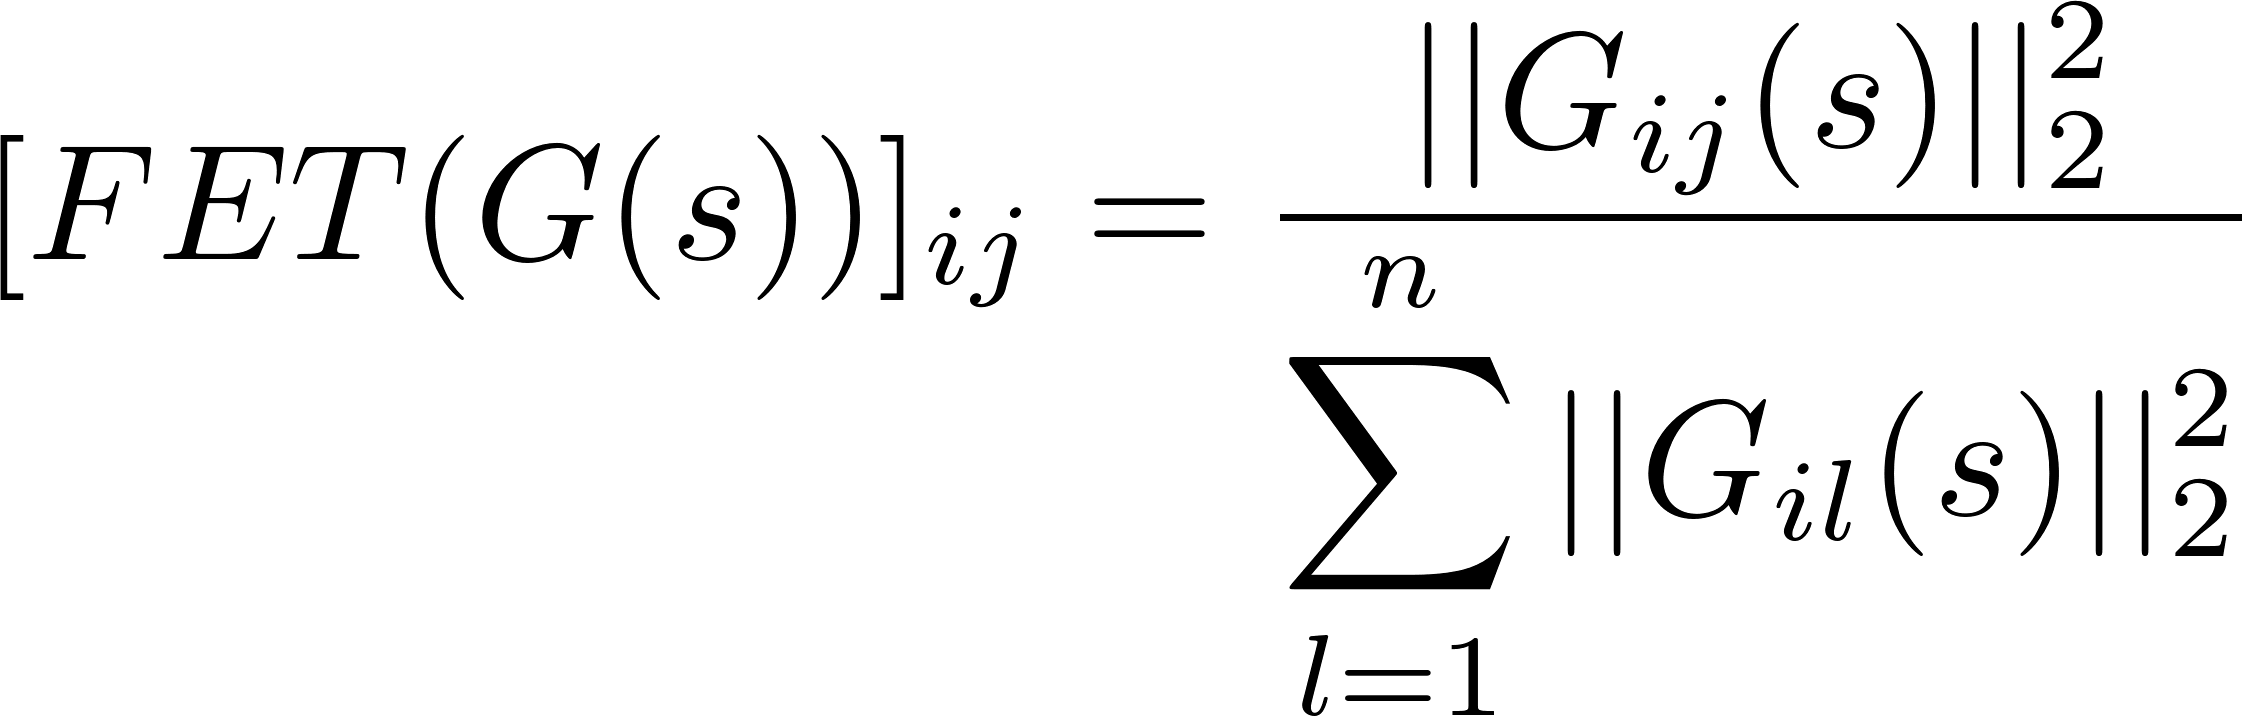 [FET(G(s))]_{ij} = \frac{||G_{ij}(s)||_2^2}{\sum_{l=1}^{n} ||G_{il}(s)||_2^2}